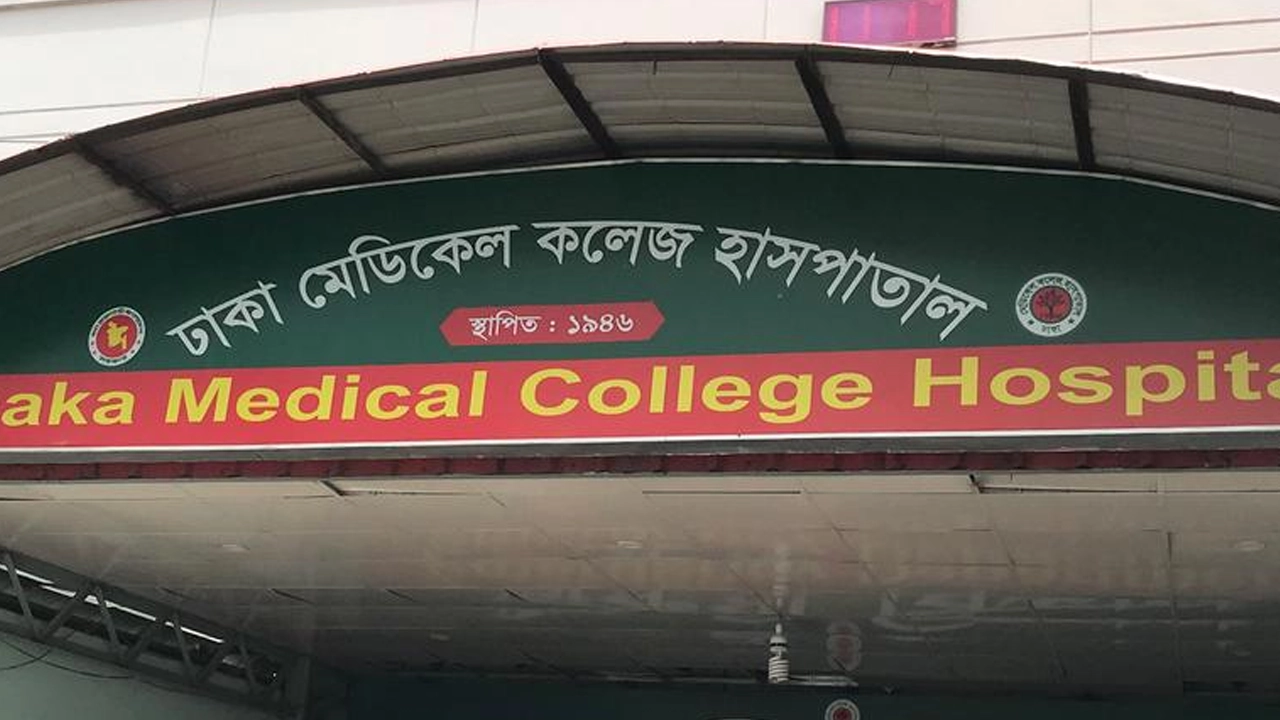 ঢাকা মেডিকেল কলেজ হাসপাতাল
স্থাপিত : ১৯৪৬
aka Medical College Hospita